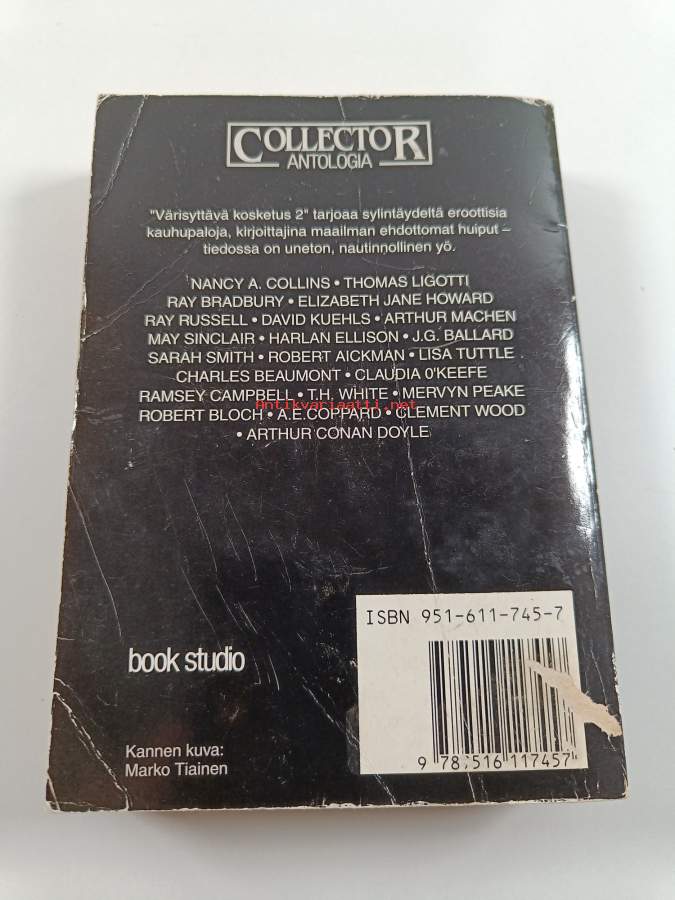 COLLECTOR
ANTOLOGIA
"Värisyttävä kosketus 2" tarjoaa sylintäydeltä eroottisia
kauhupaloja, kirjoittajina maailman ehdottomat huiput –
tiedossa on uneton, nautinnollinen yö.
NANCY A. COLLINS • THOMAS LIGOTTI
RAY BRADBURY • ELIZABETH JANE HOWARD
RAY RUSSELL • DAVID KUEHLS • ARTHUR MACHEN
MAY SINCLAIR • HARLAN ELLISON • J.G. BALLARD
SARAH SMITH • ROBERT AICKMAN • LISA TUTTLE
CHARLES BEAUMONT • CLAUDIA O'KEEFE
RAMSEY CAMPBELL • T.H. WHITE • MERVYN PEAKE
Antikvariaatti.net
ROBERT BLOCH • A.E.COPPARD • CLEMENT WOOD
• ARTHUR CONAN DOYLE
ISBN 951-611-745-7
book studio
Kannen kuva:
Marko Tiainen
9 789516 117457